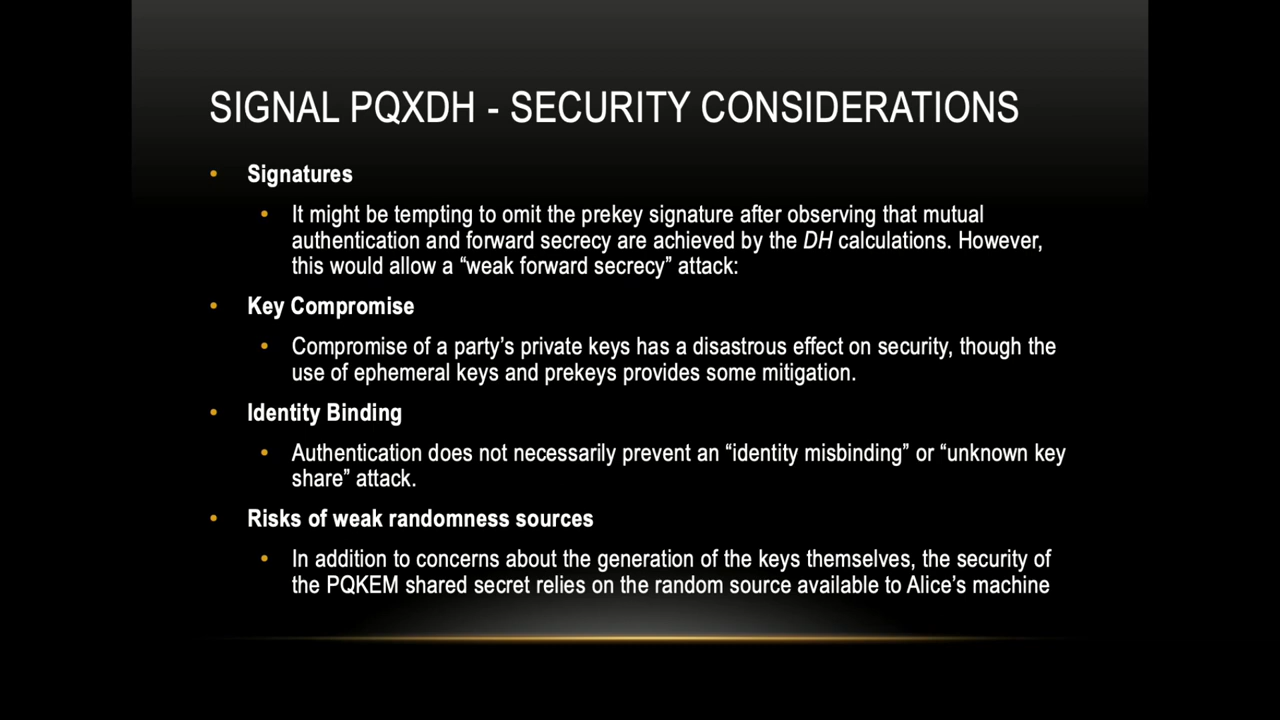 SIGNAL PQXDH - SECURITY CONSIDERATIONS
• Signatures
• It might be tempting to omit the prekey signature after observing that mutual
authentication and forward secrecy are achieved by the DH calculations. However,
this would allow a “weak forward secrecy” attack:
• Key Compromise
• Compromise of a party’s private keys has a disastrous effect on security, though the
use of ephemeral keys and prekeys provides some mitigation.
• Identity Binding
• Authentication does not necessarily prevent an “identity misbinding” or “unknown key
share” attack.
• Risks of weak randomness sources
• In addition to concerns about the generation of the keys themselves, the security of
the PQKEM shared secret relies on the random source available to Alice’s machine